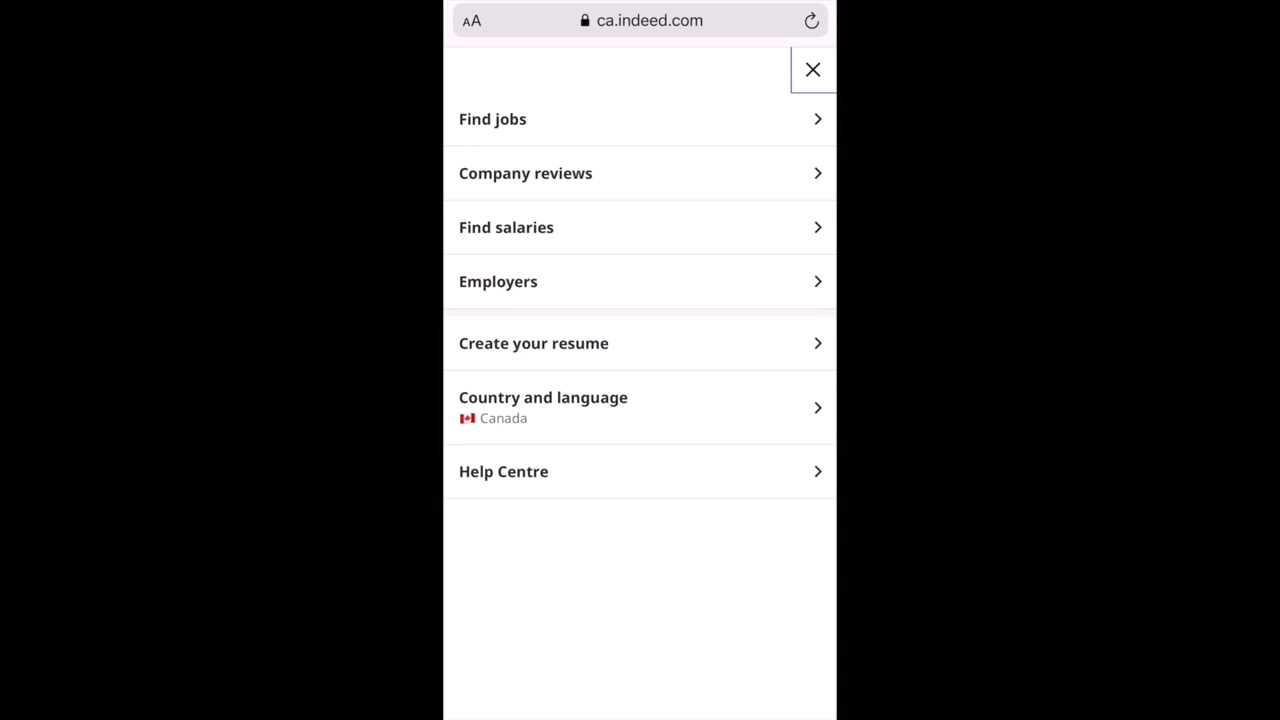 AA ca.indeed.com
Find jobs
Company reviews
Find salaries
Employers
Create your resume
Country and language
Canada
Help Centre